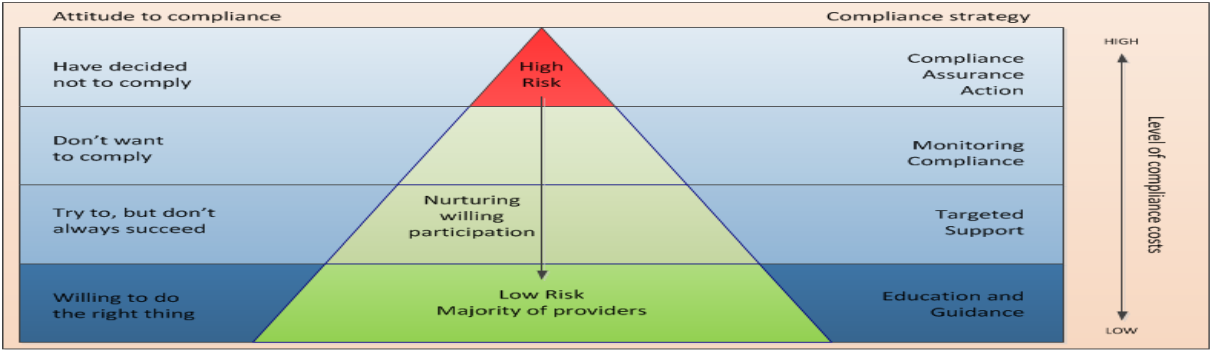 Attitude to compliance
Compliance strategy
HIGH
Have decided
not to comply
High
Risk
Compliance
Assurance
Action
Don't want
to comply
Monitoring
Compliance
Try to, but don't
always succeed
Nurturing
willing
participation
Targeted
Support
Willing to do
the right thing
Low Risk
Majority of providers
Education and
Guidance
Level of compliance costs
LOW